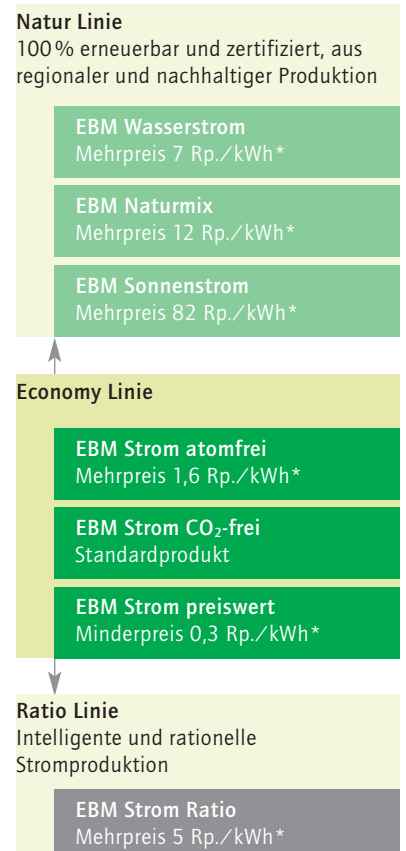 Natur Linie
100 % erneuerbar und zertifiziert, aus
regionaler und nachhaltiger Produktion
EBM Wasserstrom
Mehrpreis 7 Rp./kWh*
EBM Naturmix
Mehrpreis 12 Rp./kWh*
EBM Sonnenstrom
Mehrpreis 82 Rp./kWh*
Economy Linie
EBM Strom atomfrei
Mehrpreis 1,6 Rp./kWh*
EBM Strom CO₂-frei
Standardprodukt
EBM Strom preiswert
Minderpreis 0,3 Rp./kWh*
Ratio Linie
Intelligente und rationelle
Stromproduktion
EBM Strom Ratio
Mehrpreis 5 Rp./kWh*